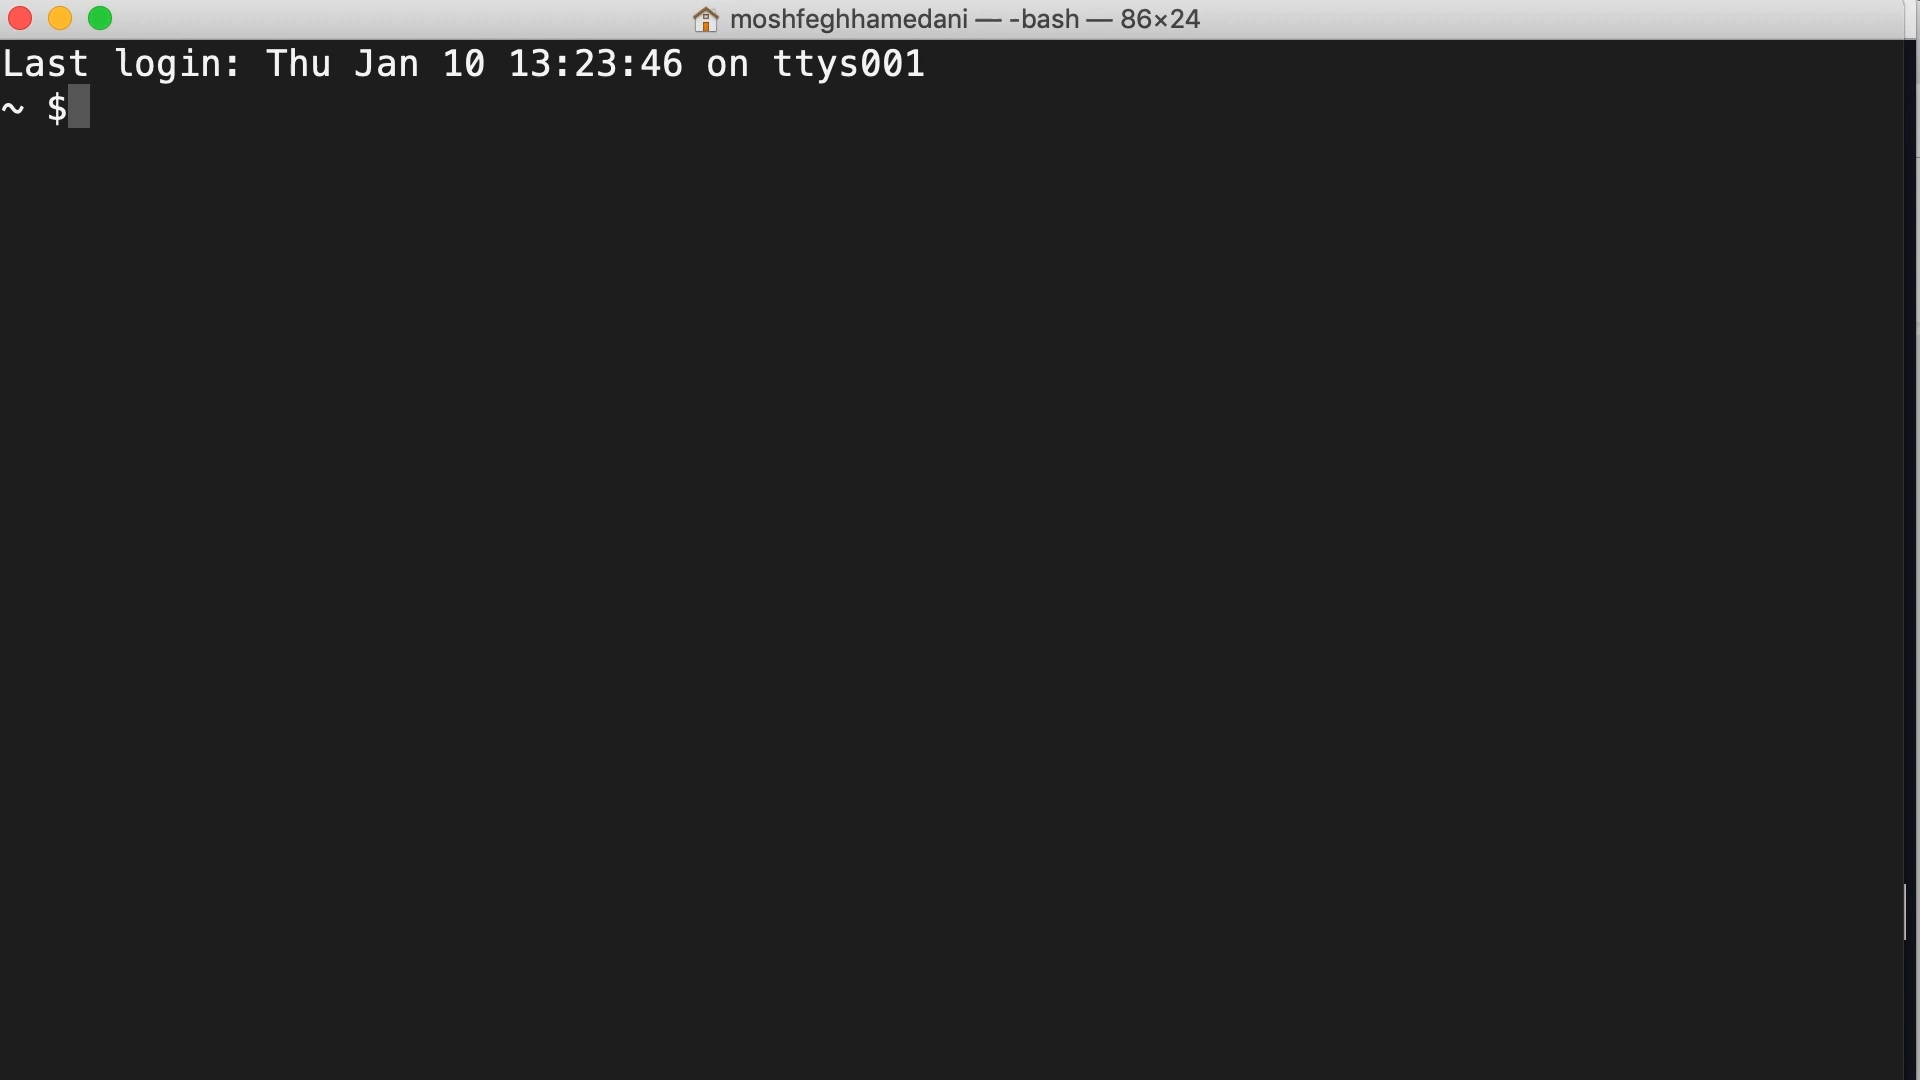 moshfeghhamedani — -bash — 86×24
Last login: Thu Jan 10 13:23:46 on ttys001
~ $